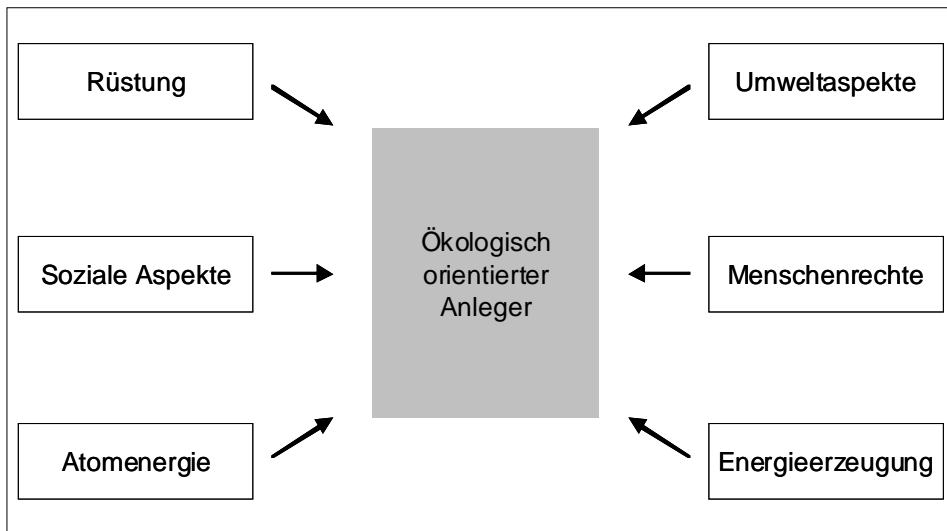 Rüstung
Umweltaspekte
Soziale Aspekte
Ökologisch
orientierter
Anleger
Menschenrechte
Atomenergie
Energieerzeugung